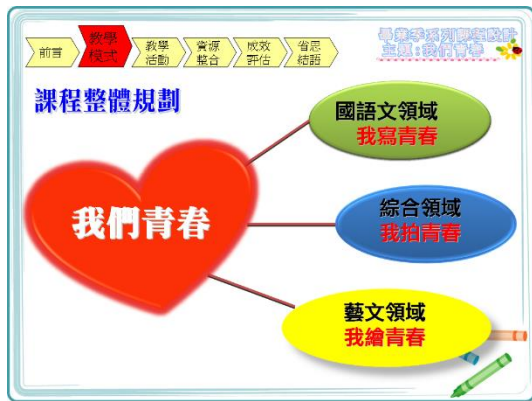 前言
教學
模式
教學
活動
資源
整合
成效
評估
省思
結語
畢業季系列課程設計
主題:我們青春
課程整體規劃
我們青春
國語文領域
我寫青春
綜合領域
我拍青春
藝文領域
我繪青春